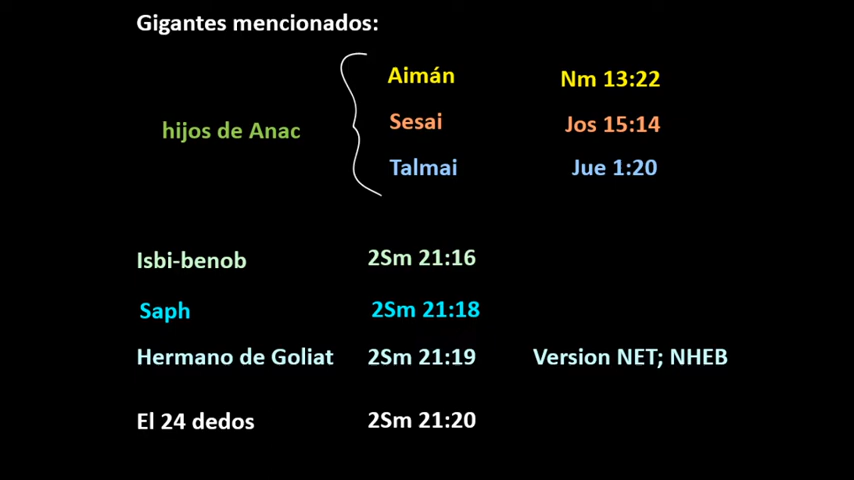 Gigantes mencionados:
Aimán Nm 13:22
Sesai Jos 15:14
hijos de Anac
Talmai Jue 1:20
Isbi-benob 2Sm 21:16
Saph 2Sm 21:18
Hermano de Goliat 2Sm 21:19 Version NET; NHEB
El 24 dedos 2Sm 21:20